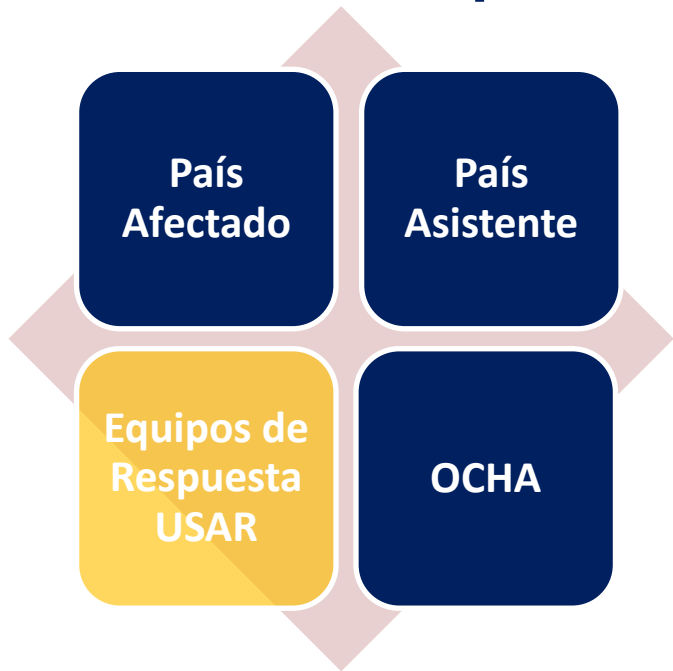 País
Afectado
País
Asistente
Equipos de
Respuesta
USAR
OCHA